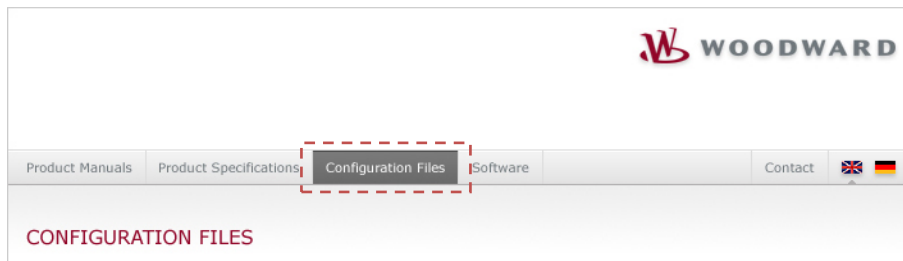 WOODWARD
Product Manuals Product Specifications Configuration Files Software Contact
CONFIGURATION FILES